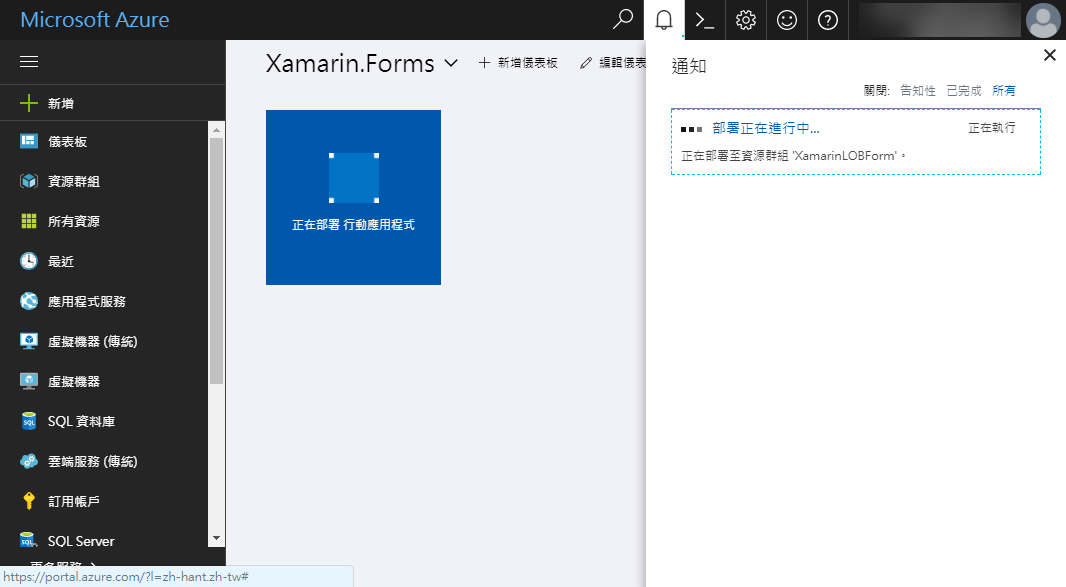 Microsoft Azure
新增
儀表板
資源群組
所有資源
最近
應用程式服務
虛擬機器 (傳統)
虛擬機器
SQL 資料庫
雲端服務 (傳統)
訂用帳戶
SQL Server
更多服務
https://portal.azure.com/?l=zh-hant.zh-tw#
Xamarin.Forms
新增儀表板
編輯儀表
正在部署 行動應用程式
通知
關閉: 告知性 已完成 所有
部署正在進行中... 正在執行
正在部署至資源群組 'XamarinLOBForm'。